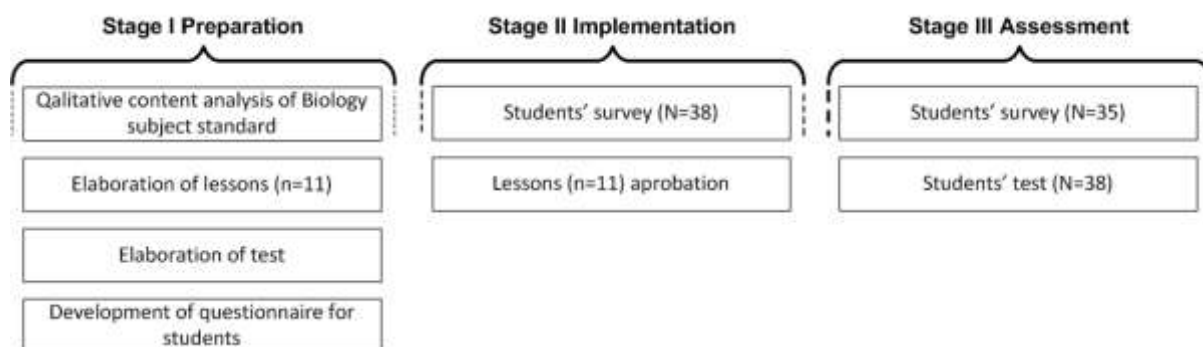 Stage I Preparation
Qalitative content analysis of Biology
subject standard
Elaboration of lessons (n=11)
Elaboration of test
Development of questionnaire for
students
Stage II Implementation
Students' survey (N=38)
Lessons (n=11) aprobation
Stage III Assessment
Students' survey (N=35)
Students' test (N=38)